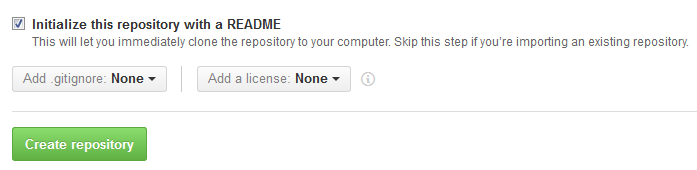 Initialize this repository with a README
This will let you immediately clone the repository to your computer. Skip this step if you're importing an existing repository.
Add .gitignore: None Add a license: None
Create repository